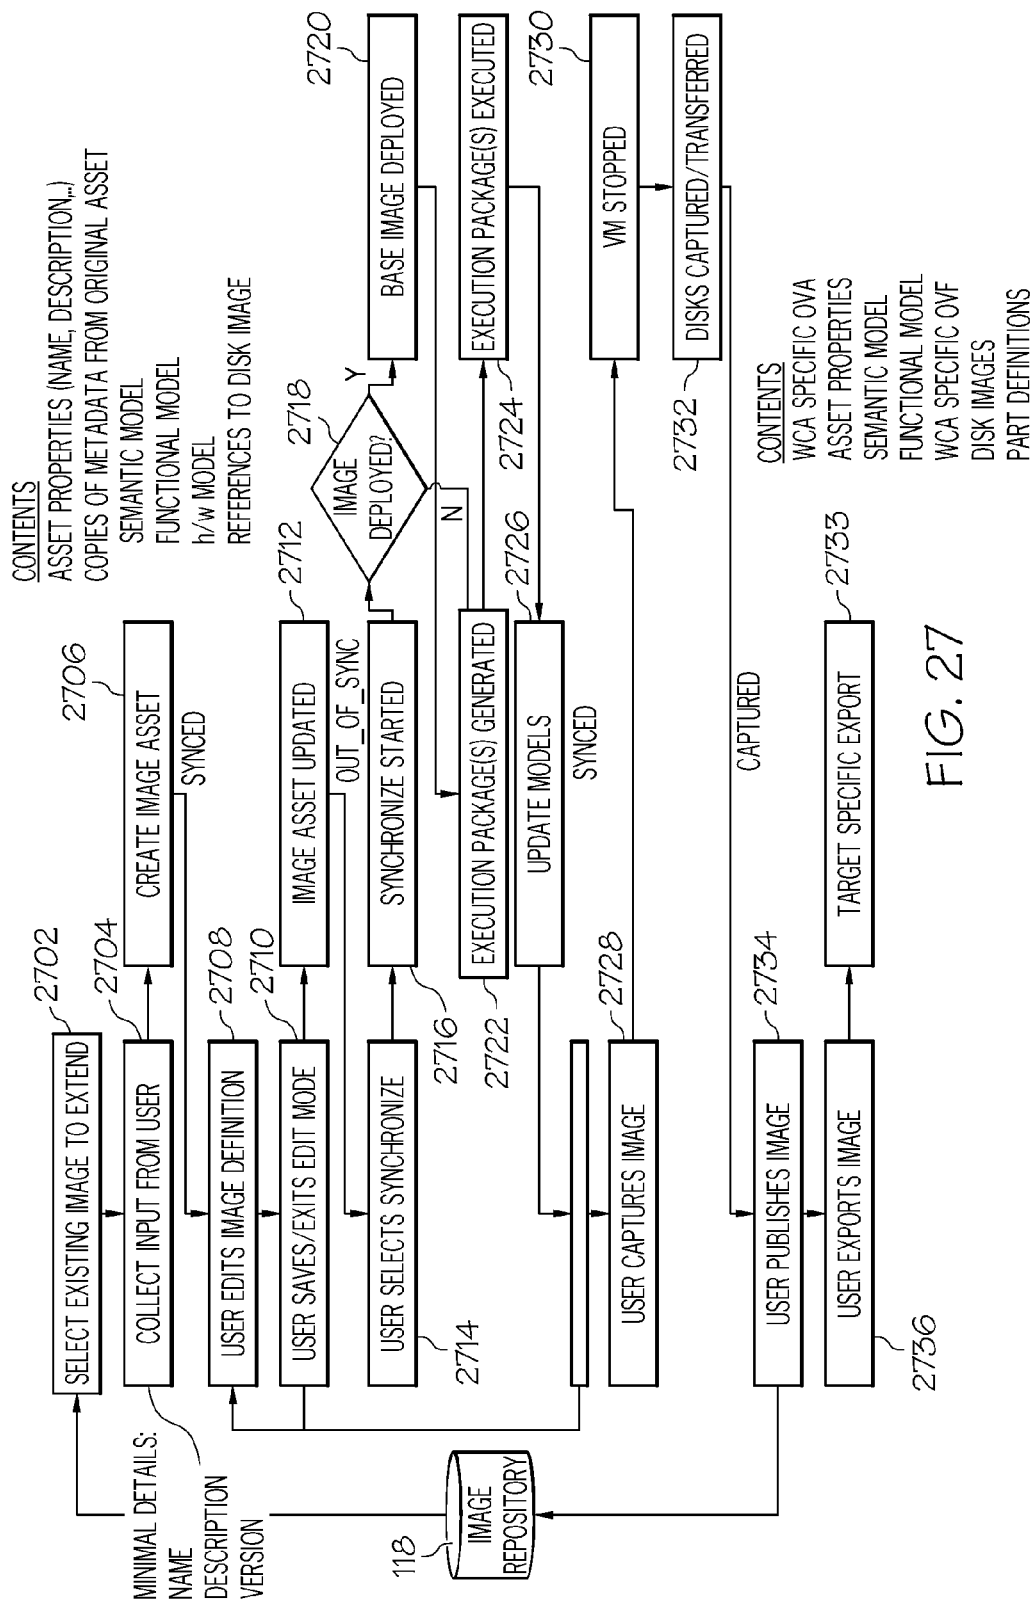 CONTENTS
ASSET PROPERTIES (NAME, DESCRIPTION,..)
COPIES OF METADATA FROM ORIGINAL ASSET
SEMANTIC MODEL
FUNCTIONAL MODEL
h/w MODEL
REFERENCES TO DISK IMAGE
2702
SELECT EXISTING IMAGE TO EXTEND
2704
COLLECT INPUT FROM USER
2706
CREATE IMAGE ASSET
SYNCED
MINIMAL DETAILS:
NAME
DESCRIPTION
VERSION
2708
USER EDITS IMAGE DEFINITION
2710
USER SAVES/EXIT EDIT MODE
2712
IMAGE ASSET UPDATED
OUT_OF_SYNC
USER SELECTS SYNCHRONIZE
2714
SYNCHRONIZE STARTED
2716
2718
IMAGE
DEPLOYED?
Y
N
2720
BASE IMAGE DEPLOYED
EXECUTION PACKAGE(S) GENERATED
2722
EXECUTION PACKAGE(S) EXECUTED
2724
2726
UPDATE MODELS
SYNCED
118
IMAGE
REPOSITORY
2728
USER CAPTURES IMAGE
2730
VM STOPPED
DISKS CAPTURED/TRANSFERRED
2732
CAPTURED
2734
USER PUBLISHES IMAGE
USER EXPORTS IMAGE
2736
2733
TARGET SPECIFIC EXPORT
CONTENTS
WCA SPECIFIC OVA
ASSET PROPERTIES
SEMANTIC MODEL
FUNCTIONAL MODEL
WCA SPECIFIC OVF
DISK IMAGES
PART DEFINITIONS
FIG. 27